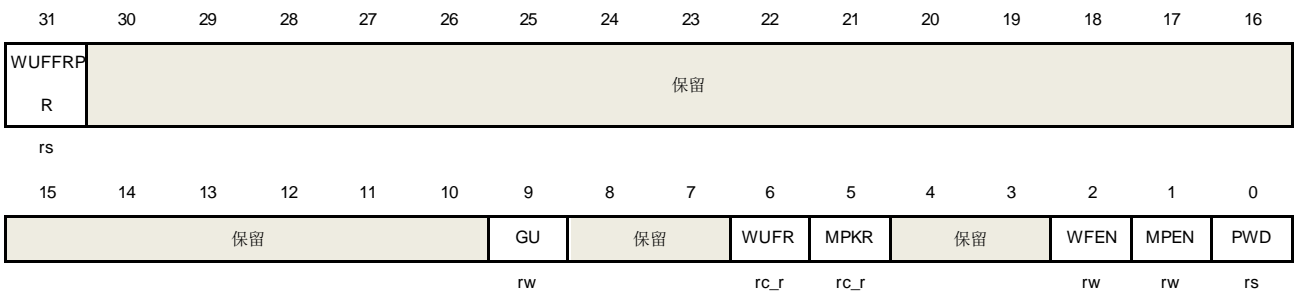 31 30 29 28 27 26 25 24 23 22 21 20 19 18 17 16
WUFFRP
R
保留
rs
15 14 13 12 11 10 9 8 7 6 5 4 3 2 1 0
保留 GU 保留 WUFR MPKR 保留 WFEN MPEN PWD
rw rc_r rc_r rw rw rs